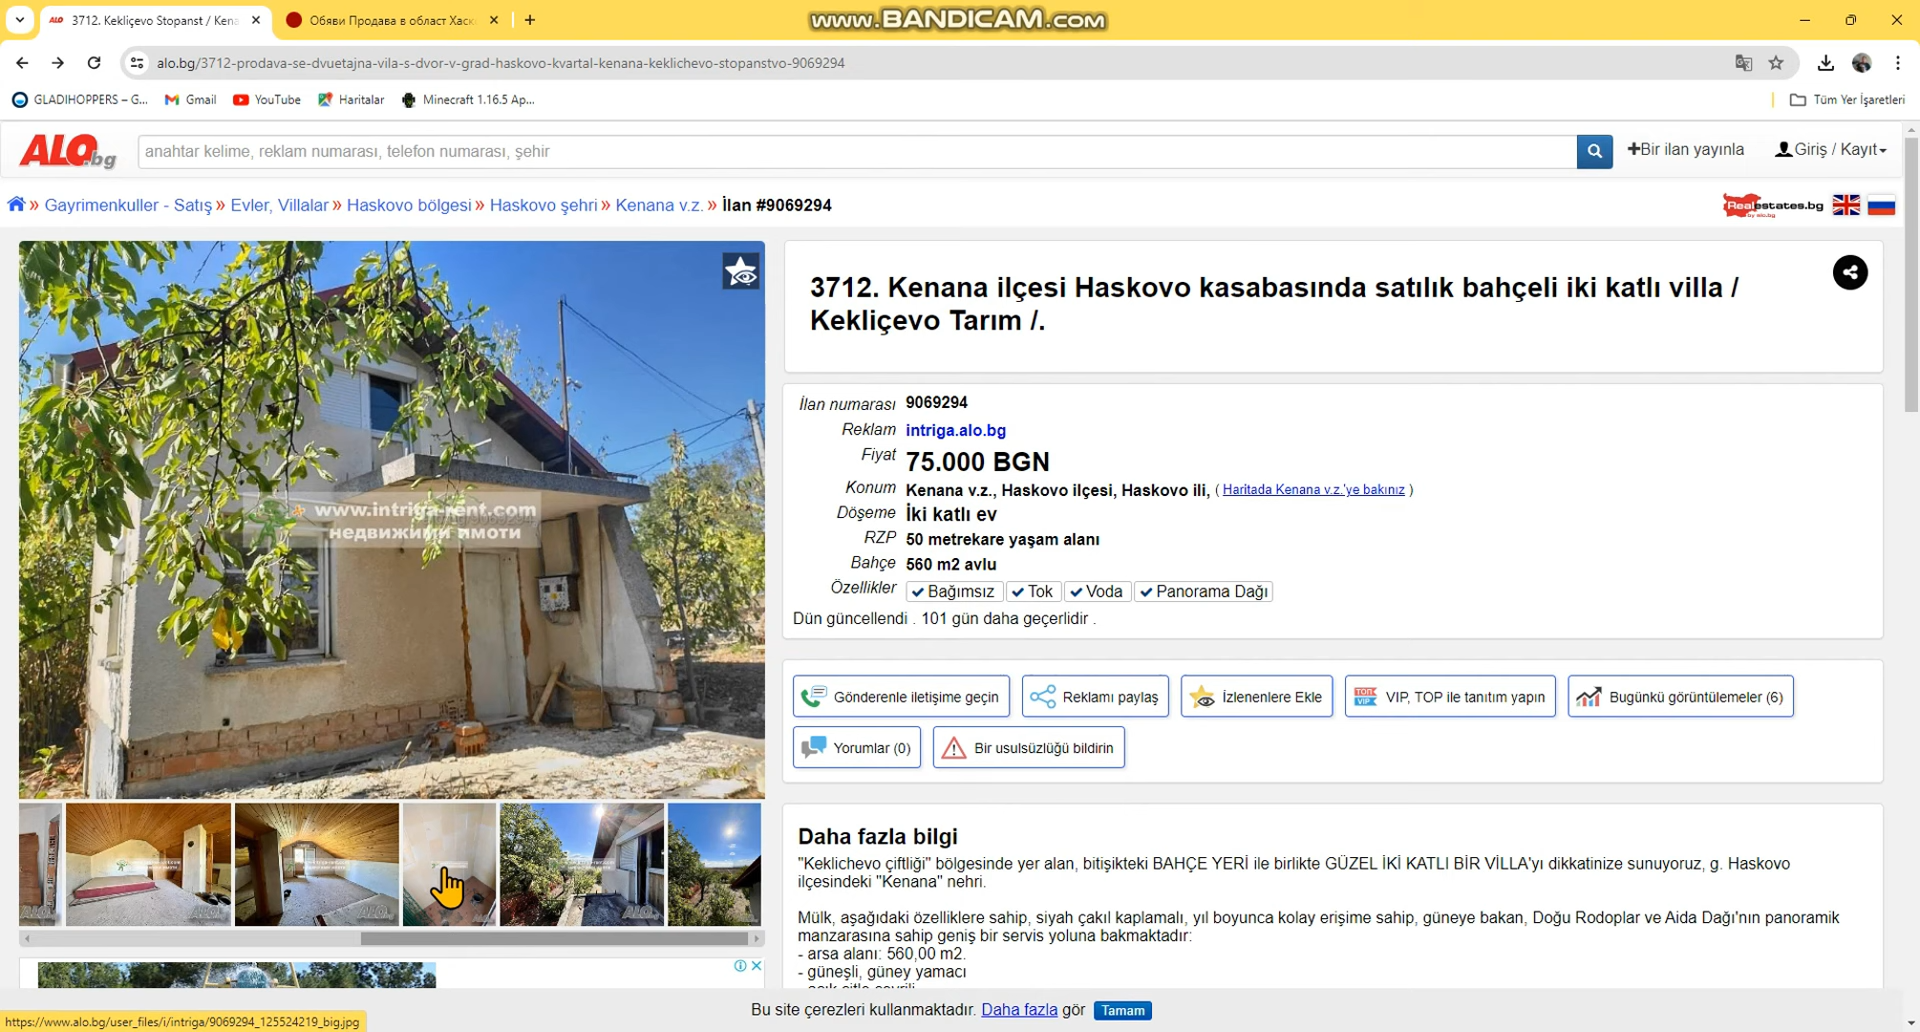 3712. Kekliçevo Stopanst / Kena
Обяви Продава в област Хаск
www.BANDICAM.com
alo.bg/3712-prodava-se-dvuetajna-vila-s-dvor-v-grad-haskovo-kvartal-kenana-keklichevo-stopanstvo-9069294
GLADIHOPPERS – G...
Gmail
YouTube
Haritalar
Minecraft 1.16.5 Ap...
Tüm Yer İşaretleri
ALO.bg
anahtar kelime, reklam numarası, telefon numarası, şehir
+Bir ilan yayınla
Giriş / Kayıt
» Gayrimenkuller - Satış » Evler, Villalar » Haskovo bölgesi » Haskovo şehri » Kenana v.z. » İlan #9069294
Realestates.bg
by alo.bg
www.intriga-rent.com
недвижими имоти
3712. Kenana ilçesi Haskovo kasabasında satılık bahçeli iki katlı villa /
Kekliçevo Tarım /.
İlan numarası 9069294
Reklam intriga.alo.bg
Fiyat 75.000 BGN
Konum Kenana v.z., Haskovo ilçesi, Haskovo ili, ( Haritada Kenana v.z.'ye bakınız )
Döşeme İki katlı ev
RZP 50 metrekare yaşam alanı
Bahçe 560 m2 avlu
Özellikler Bağımsız Tok Voda Panorama Dağı
Dün güncellendi . 101 gün daha geçerlidir .
Gönderenle iletişime geçin
Reklamı paylaş
İzlenenlere Ekle
VIP, TOP ile tanıtım yapın
Bugünkü görüntülemeler (6)
Yorumlar (0)
Bir usulsüzlüğü bildirin
Daha fazla bilgi
"Keklichevo çiftliği" bölgesinde yer alan, bitişikteki BAHÇE YERİ ile birlikte GÜZEL İKİ KATLI BİR VİLLA'yı dikkatinize sunuyoruz, g. Haskovo
ilçesindeki "Kenana" nehri.
Mülk, aşağıdaki özelliklere sahip, siyah çakıl kaplamalı, yıl boyunca kolay erişime sahip, güneye bakan, Doğu Rodoplar ve Aida Dağı'nın panoramik
manzarasına sahip geniş bir servis yoluna bakmaktadır:
- arsa alanı: 560,00 m2.
- güneşli, güney yamacı
Bu site çerezleri kullanmaktadır. Daha fazla gör Tamam
https://www.alo.bg/user_files/i/intriga/9069294_125524219_big.jpg